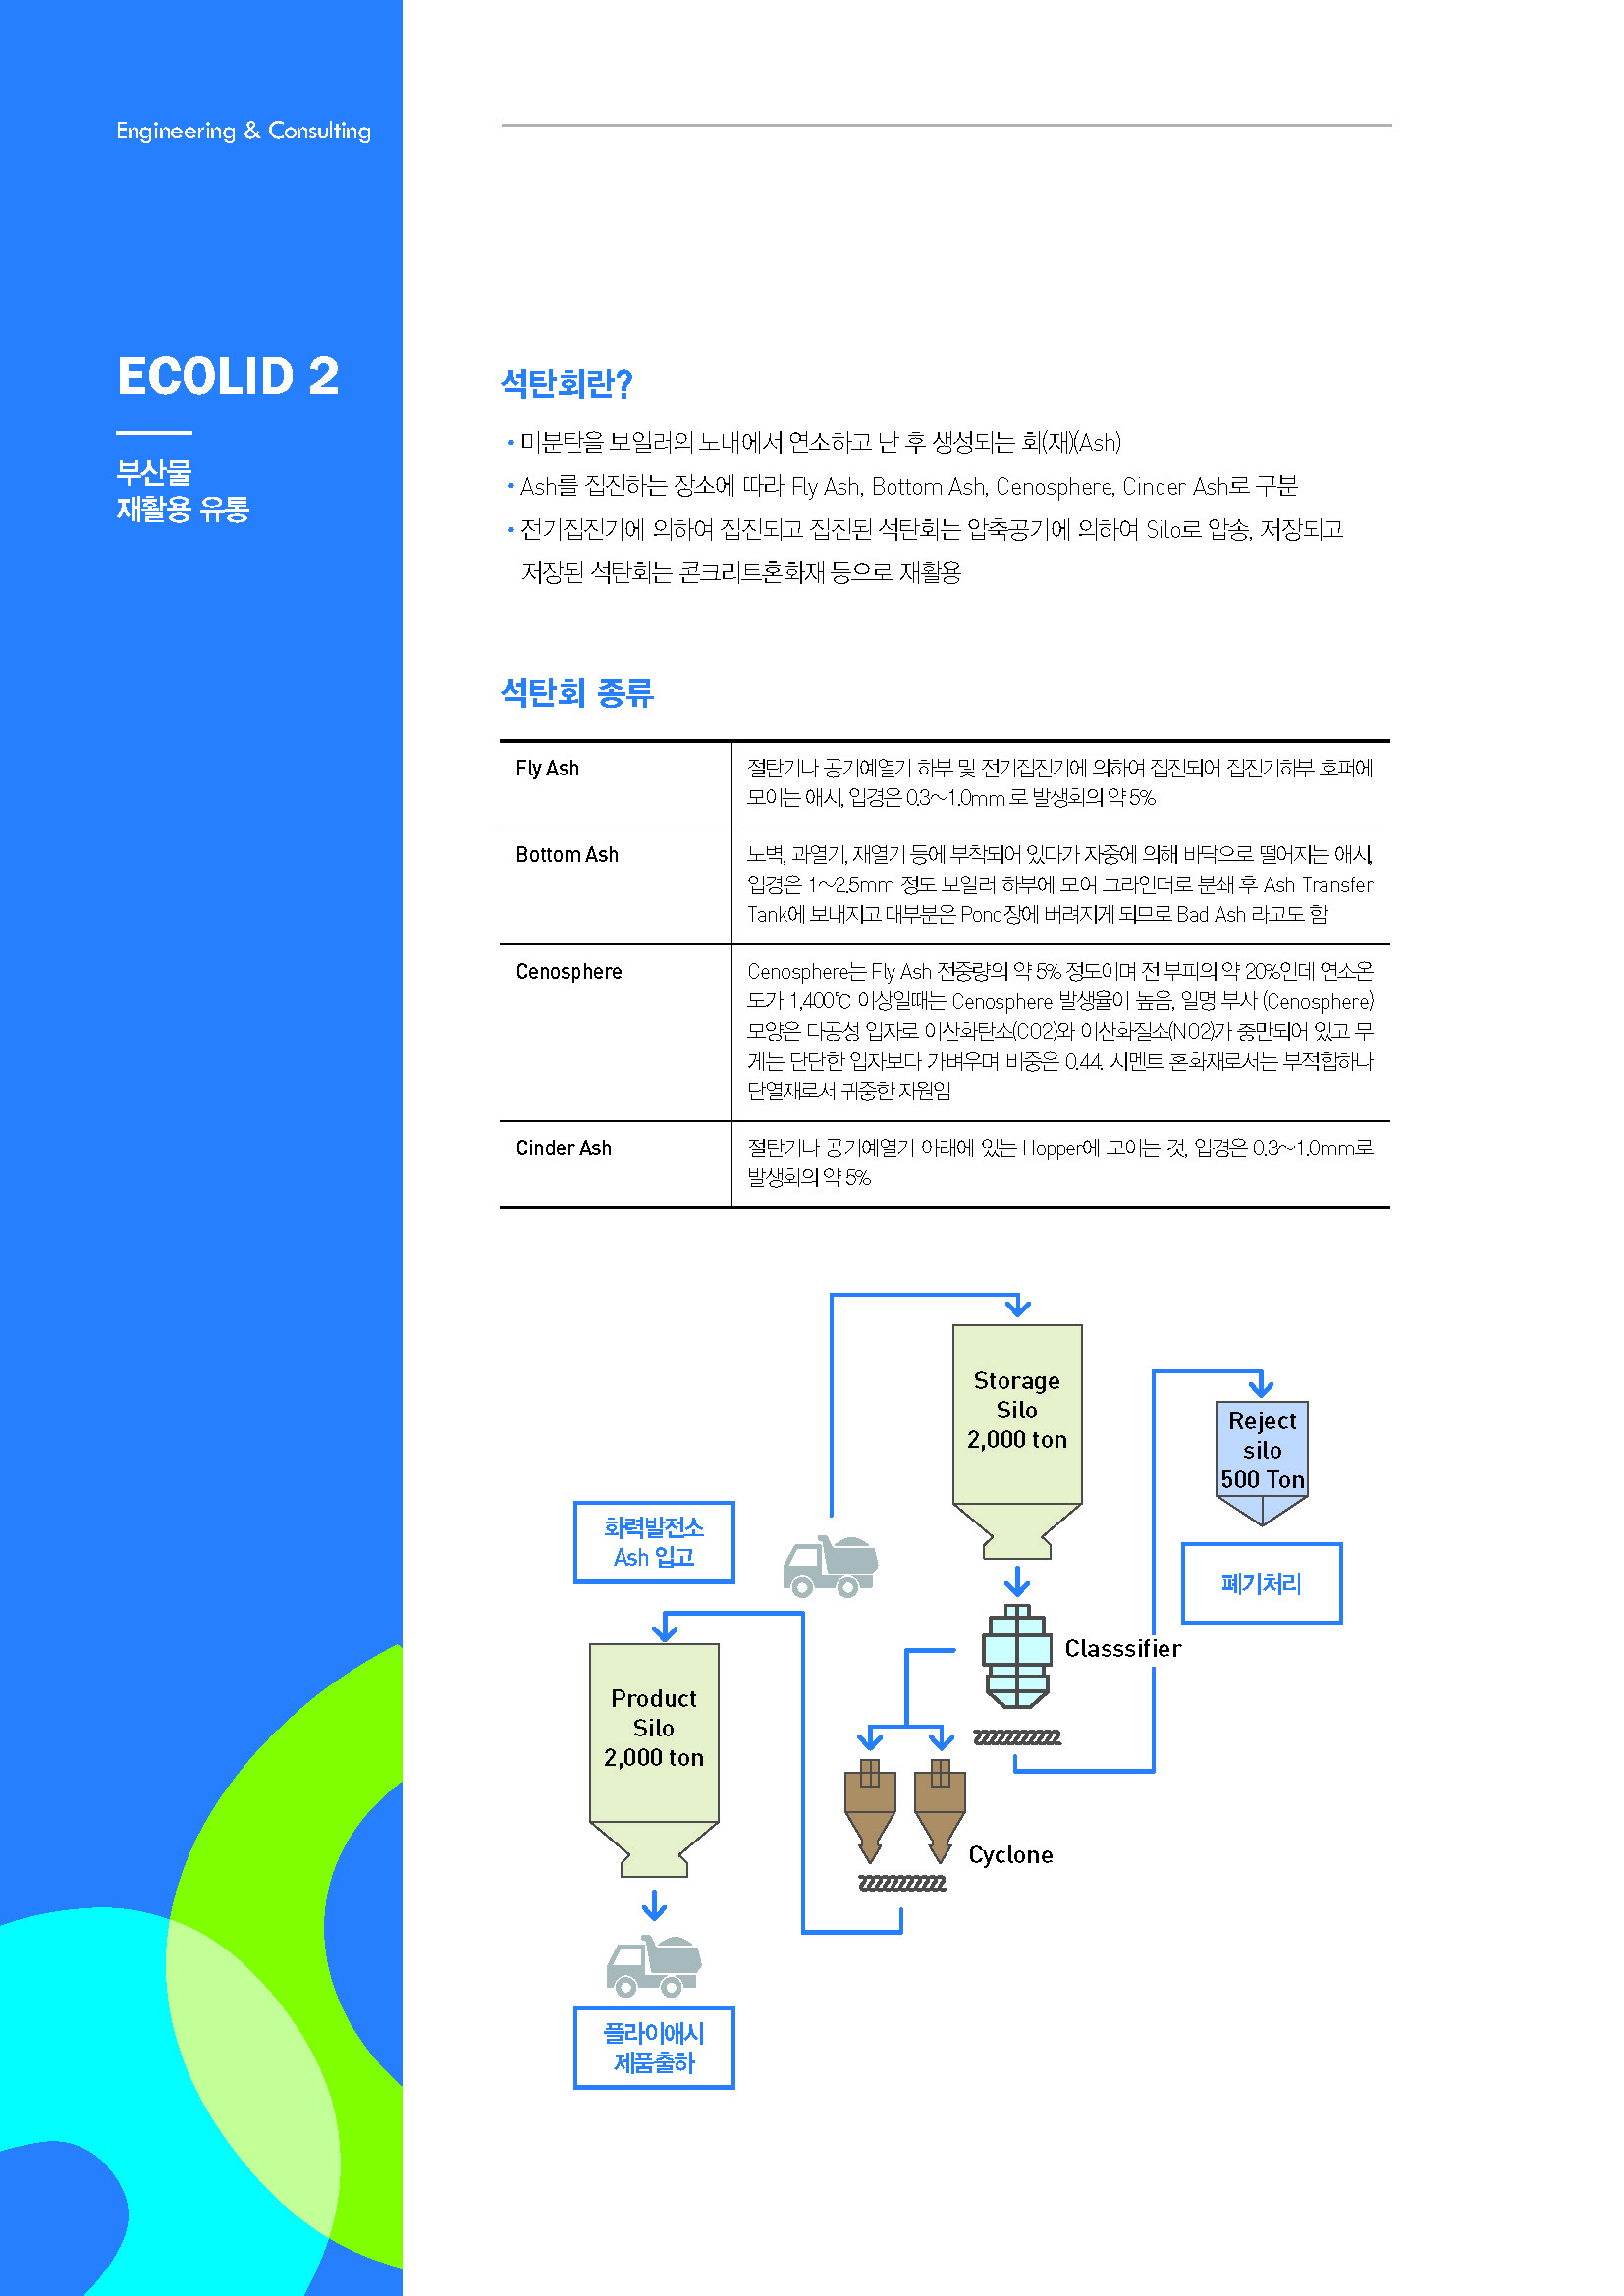 Engineering & Consulting
ECOLID 2
부산물
재활용 유통
석탄회란?
• 미분탄을 보일러의 노내에서 연소하고 난 후 생성되는 회(재)(Ash)
• Ash를 집진하는 장소에 따라 Fly Ash, Bottom Ash, Cenosphere, Cinder Ash로 구분
• 전기집진기에 의하여 집진되고 집진된 석탄회는 압축공기에 의하여 Silo로 압송, 저장되고
저장된 석탄회는 콘크리트혼화재 등으로 재활용
석탄회 종류
Fly Ash
절탄기나 공기예열기 하부 및 전기집진기에 의하여 집진되어 집진기하부 호퍼에
모이는 애시, 입경은 0.3~1.0mm 로 발생회의 약 5%
Bottom Ash
노벽, 과열기, 재열기 등에 부착되어 있다가 자중에 의해 바닥으로 떨어지는 애시,
입경은 1~2.5mm 정도 보일러 하부에 모여 그라인더로 분쇄 후 Ash Transfer
Tank에 보내지고 대부분은 Pond장에 버려지게 되므로 Bad Ash 라고도 함
Cenosphere
Cenosphere는 Fly Ash 전중량의 약 5% 정도이며 전 부피의 약 20%인데 연소온
도가 1,400℃ 이상일때는 Cenosphere 발생율이 높음, 일명 부사 (Cenosphere)
모양은 다공성 입자로 이산화탄소(CO2)와 이산화질소(NO2)가 충만되어 있고 무
게는 단단한 입자보다 가벼우며 비중은 0.44. 시멘트 혼화재로서는 부적합하나
단열재로서 귀중한 자원임
Cinder Ash
절탄기나 공기예열기 아래에 있는 Hopper에 모이는 것, 입경은 0.3~1.0mm로
발생회의 약 5%
Storage
Silo
2,000 ton
Reject
silo
500 Ton
화력발전소
Ash 입고
폐기처리
Classsifier
Product
Silo
2,000 ton
Cyclone
플라이애시
제품출하